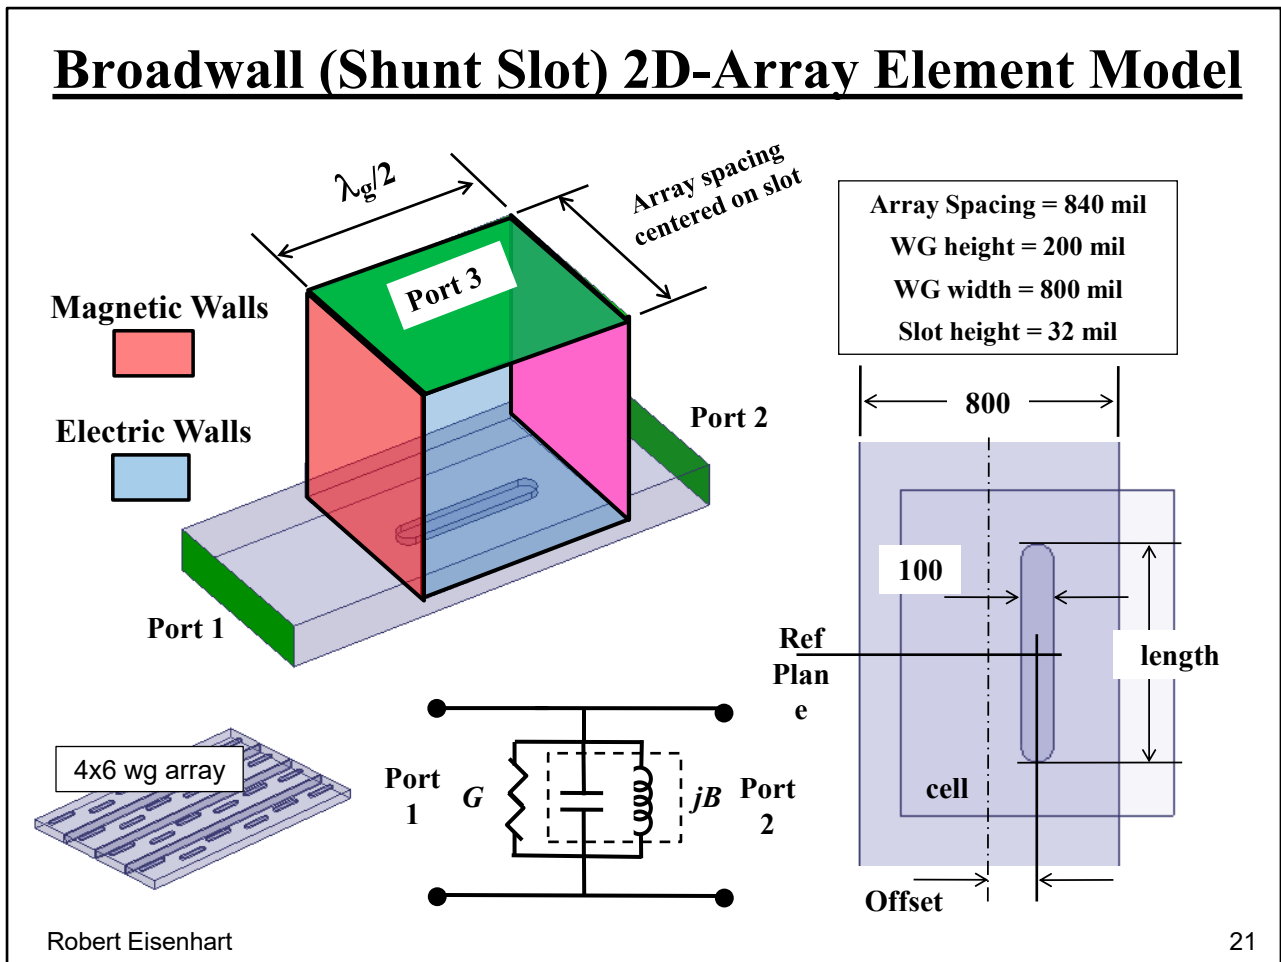 Broadwall (Shunt Slot) 2D-Array Element Model
λg/2
Array spacing
centered on slot
Port 3
Magnetic Walls
Electric Walls
Port 1
Port 2
Array Spacing = 840 mil
WG height = 200 mil
WG width = 800 mil
Slot height = 32 mil
800
100
Ref
Plan
e
length
cell
Offset
4x6 wg array
Port
1
G
jB
Port
2
Robert Eisenhart
21